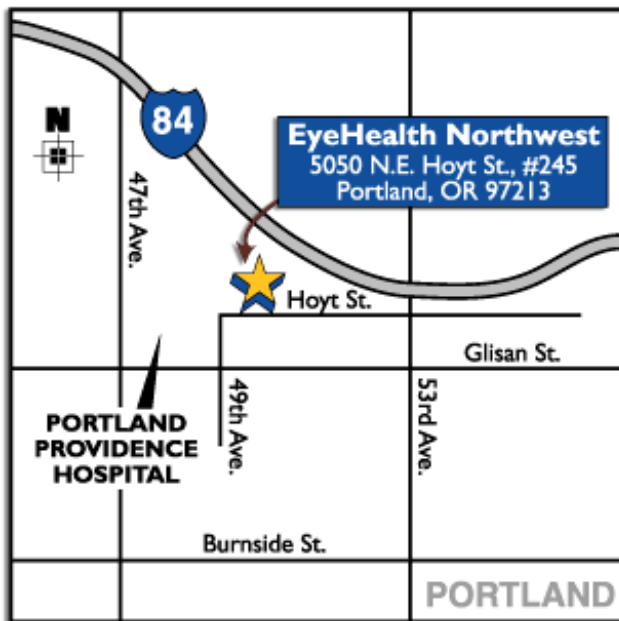 N
84
EyeHealth Northwest
5050 N.E. Hoyt St., #245
Portland, OR 97213
47th Ave.
Hoyt St.
Glisan St.
PORTLAND
PROVIDENCE
HOSPITAL
49th Ave.
53rd Ave.
Burnside St.
PORTLAND